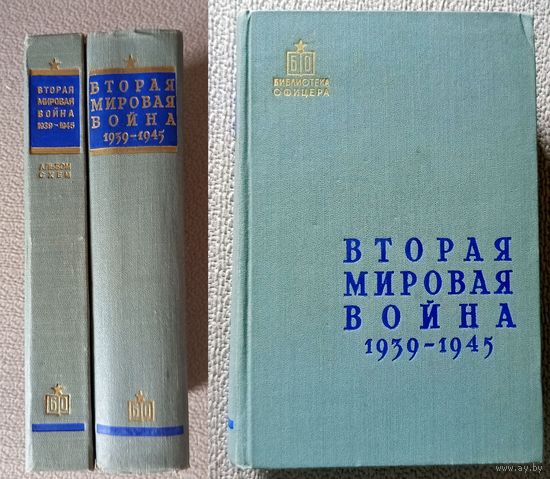 ВТОРАЯ
МИРОВАЯ
ВОЙНА
1939-1945
АЛЬБОМ
СХЕМ
БО
ВТОРАЯ
МИРОВАЯ
ВОЙНА
1939-1945
БО
БО
БИБЛИОТЕКА
ОФИЦЕРА
ВТОРАЯ
МИРОВАЯ
ВОЙНА
1939-1945
www.ay.by